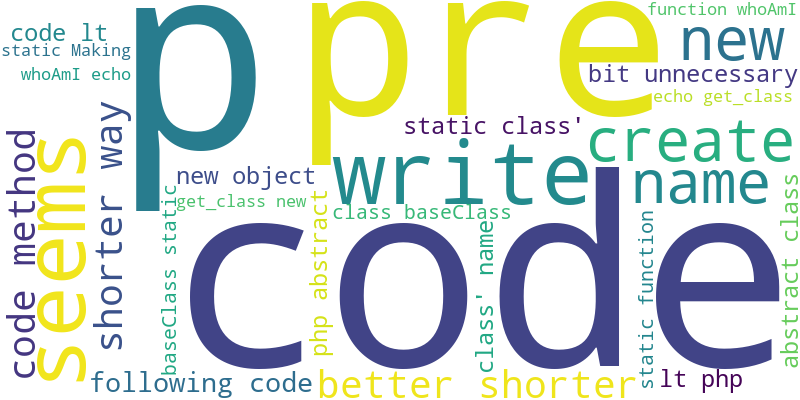 code lt
static Making
whoAmI echo
p
pre
function whoAmI
new
bit unnecessary
echo get_class
static class'
create
write
name
new object
get_class new
class baseClass
code method
seems
shorter way
baseClass static
code
php abstract
class' name
static function
abstract class
following code
better shorter
lt php